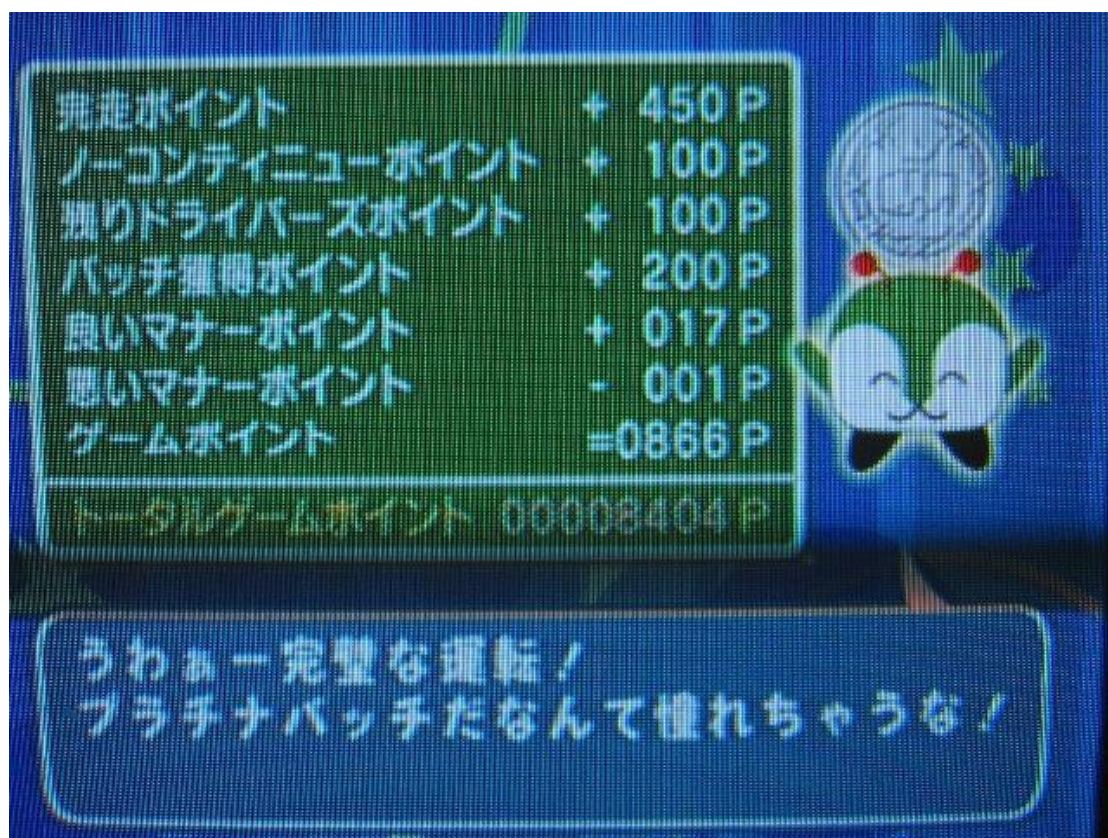 完走ポイント + 450P
ノーコンティニューポイント + 100P
残りドライバーズポイント + 100P
バッチ獲得ポイント + 200P
良いマナーポイント + 017P
悪いマナーポイント - 001P
ゲームポイント =0866P
トータルゲームポイント 00008404P
うわぁー完璧な運転!
プラチナバッチだなんて憧れちゃうな!